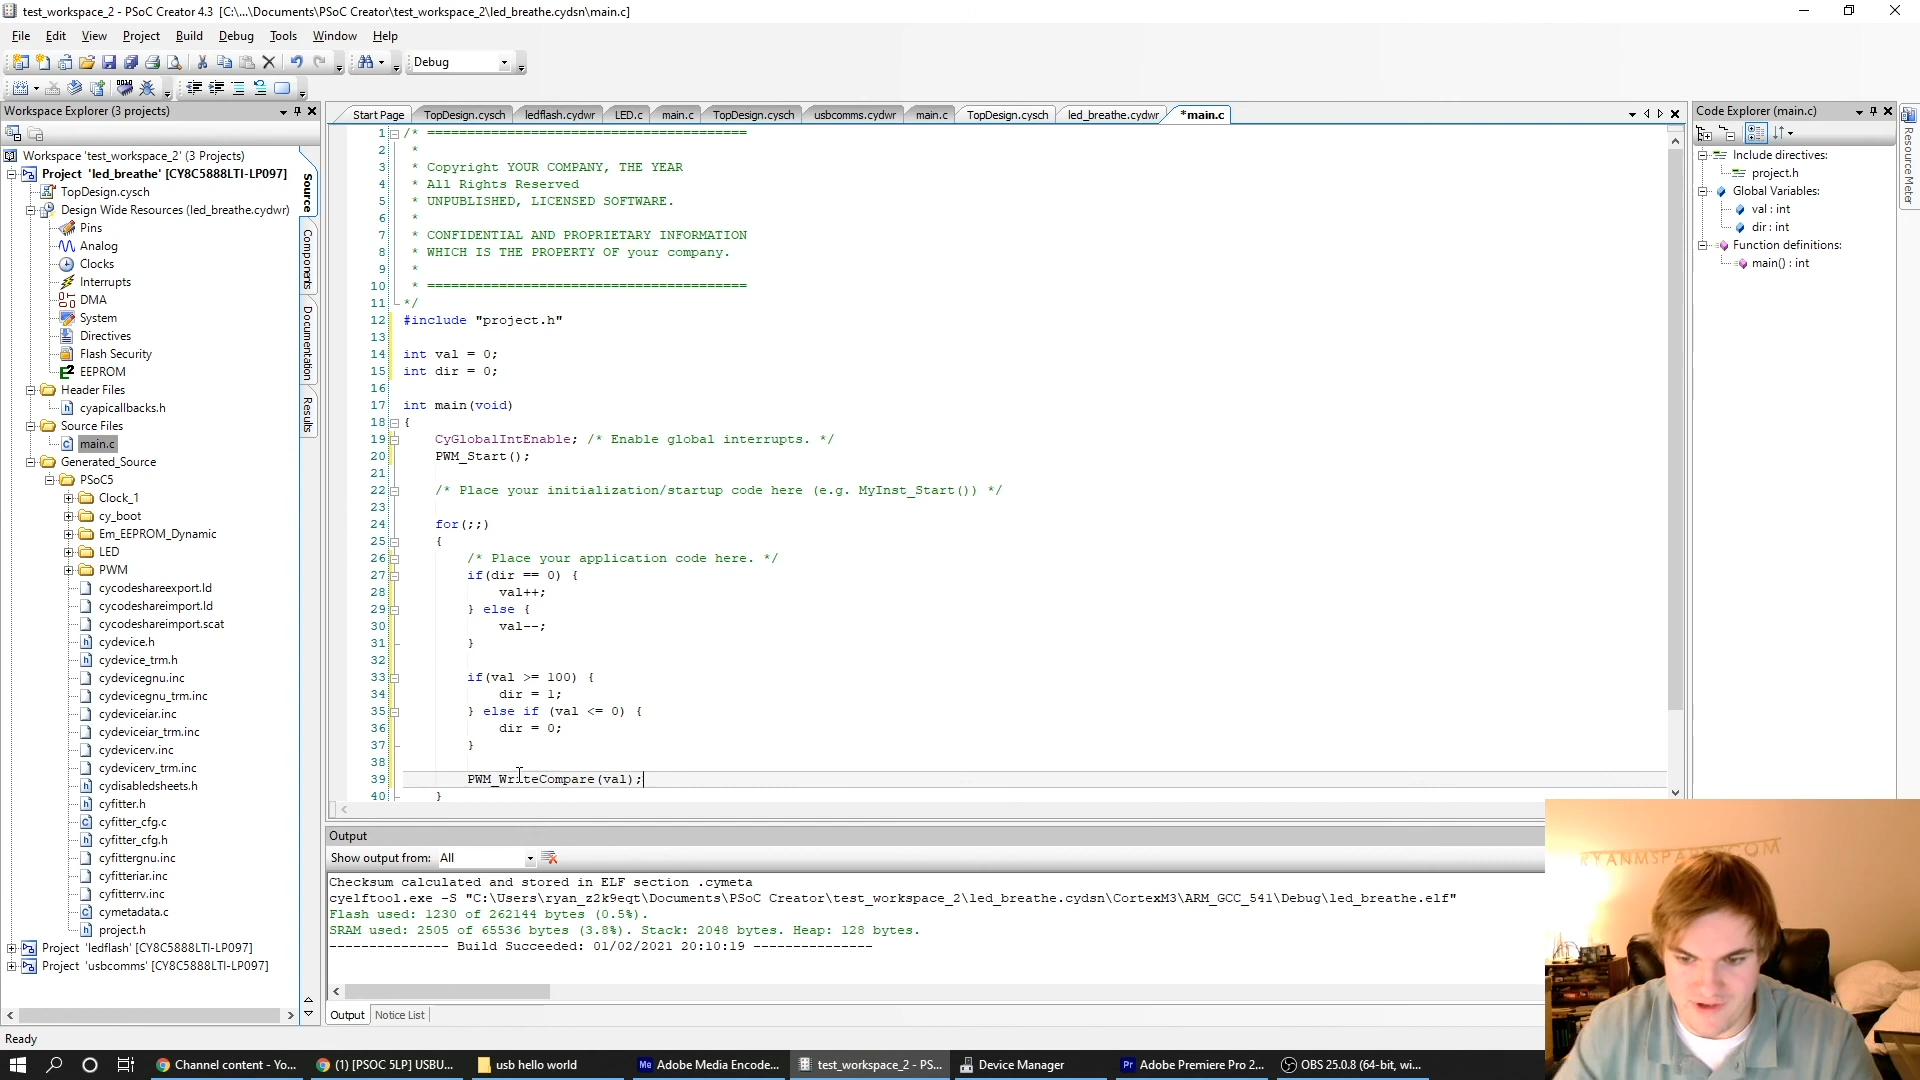 test_workspace_2 - PSoC Creator 4.3 [C:\...\Documents\PSoC Creator\test_workspace_2\led_breathe.cydsn\main.c]
File Edit View Project Build Debug Tools Window Help
Debug
Workspace Explorer (3 projects)
Workspace 'test_workspace_2' (3 Projects)
Project 'led_breathe' [CY8C5888LTI-LP097]
TopDesign.cysch
Design Wide Resources (led_breathe.cydwr)
Pins
Analog
Clocks
Interrupts
DMA
System
Directives
Flash Security
EEPROM
Header Files
cyapicallbacks.h
Source Files
main.c
Generated_Source
PSoC5
Clock_1
cy_boot
Em_EEPROM_Dynamic
LED
PWM
cycodeshareexport.ld
cycodeshareimport.ld
cycodeshareimport.scat
cydevice.h
cydevice_trm.h
cydevicegnu.inc
cydevicegnu_trm.inc
cydeviceiar.inc
cydeviceiar_trm.inc
cydevicerv.inc
cydevicerv_trm.inc
cydisabledsheets.h
cyfitter.h
cyfitter_cfg.c
cyfitter_cfg.h
cyfittergnu.inc
cyfitteriar.inc
cyfitterrv.inc
cymetadata.c
project.h
Project 'ledflash' [CY8C5888LTI-LP097]
Project 'usbcomms' [CY8C5888LTI-LP097]
Source
Components
Documentation
Results
Start Page TopDesign.cysch ledflash.cydwr LED.c main.c TopDesign.cysch usbcomms.cydwr main.c TopDesign.cysch led_breathe.cydwr *main.c
1 /* ========================================
2 *
3 * Copyright YOUR COMPANY, THE YEAR
4 * All Rights Reserved
5 * UNPUBLISHED, LICENSED SOFTWARE.
6 *
7 * CONFIDENTIAL AND PROPRIETARY INFORMATION
8 * WHICH IS THE PROPERTY OF your company.
9 *
10 * ========================================
11 */
12 #include "project.h"
13
14 int val = 0;
15 int dir = 0;
16
17 int main(void)
18 {
19 CyGlobalIntEnable; /* Enable global interrupts. */
20 PWM_Start();
21
22 /* Place your initialization/startup code here (e.g. MyInst_Start()) */
23
24 for(;;)
25 {
26 /* Place your application code here. */
27 if(dir == 0) {
28 val++;
29 } else {
30 val--;
31 }
32
33 if(val >= 100) {
34 dir = 1;
35 } else if (val <= 0) {
36 dir = 0;
37 }
38
39 PWM_WriteCompare(val);
40 }
Code Explorer (main.c)
Include directives:
project.h
Global Variables:
val : int
dir : int
Function definitions:
main() : int
Resource Meter
Output
Show output from: All
Checksum calculated and stored in ELF section .cymeta
cyelftool.exe -S "C:\Users\ryan_z2k9eqt\Documents\PSoC Creator\test_workspace_2\led_breathe.cydsn\CortexM3\ARM_GCC_541\Debug\led_breathe.elf"
Flash used: 1230 of 262144 bytes (0.5%).
SRAM used: 2505 of 65536 bytes (3.8%). Stack: 2048 bytes. Heap: 128 bytes.
--------------- Build Succeeded: 01/02/2021 20:10:19 ---------------
Output Notice List
Ready
Channel content - Yo... (1) [PSOC 5LP] USBU... usb hello world Adobe Media Encode... test_workspace_2 - PS... Device Manager Adobe Premiere Pro 2... OBS 25.0.8 (64-bit, wi...